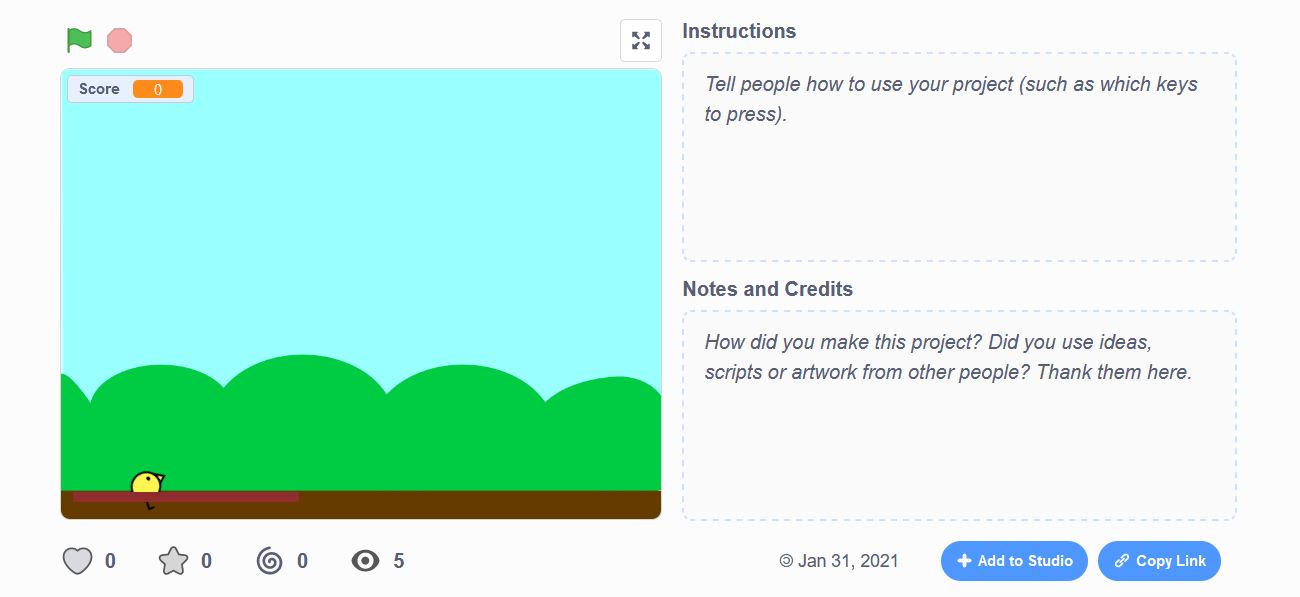 Instructions
Score 0
Tell people how to use your project (such as which keys
to press).
Notes and Credits
How did you make this project? Did you use ideas,
scripts or artwork from other people? Thank them here.
0 0 0 5
Jan 31, 2021
Add to Studio
Copy Link